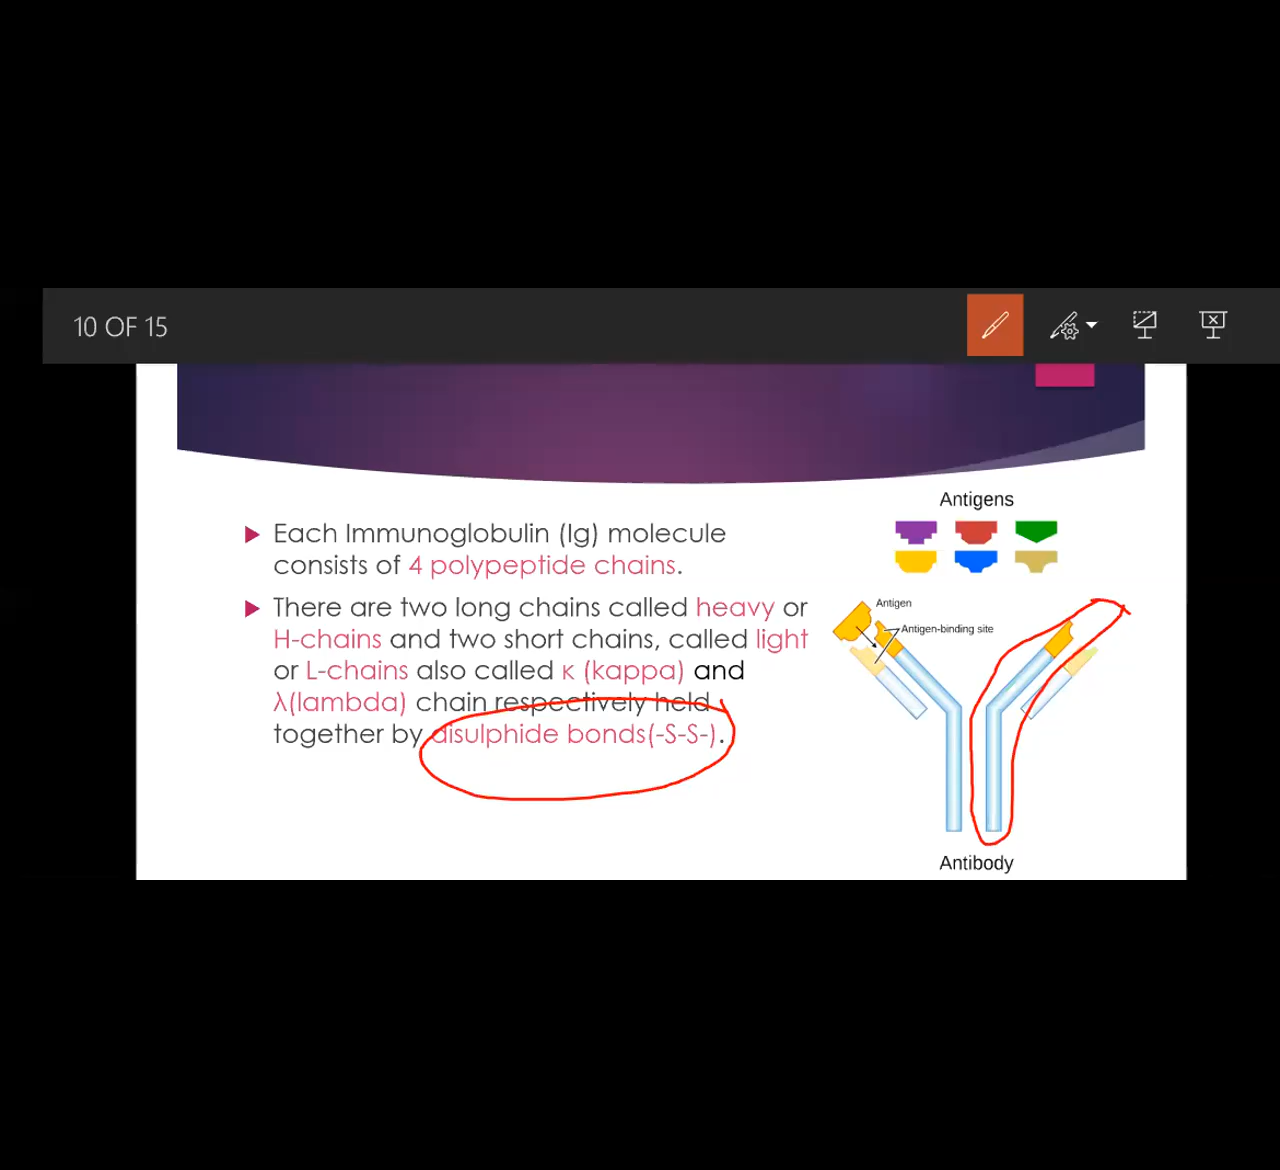 10 OF 15
Each Immunoglobulin (Ig) molecule
consists of 4 polypeptide chains.
There are two long chains called heavy or
H-chains and two short chains, called light
or L-chains also called κ (kappa) and
λ(lambda) chain respectively held
together by disulphide bonds(-S-S-).
Antigens
Antigen
Antigen-binding site
Antibody